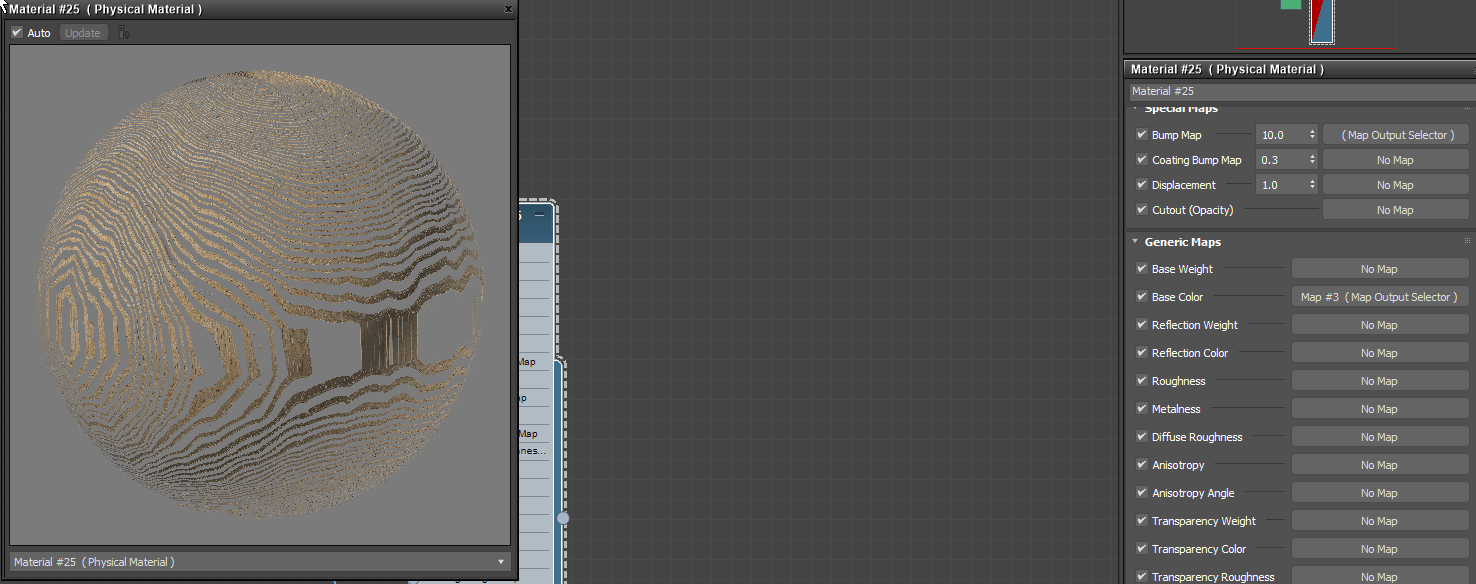 Material #25 ( Physical Material )
x
Auto
Update
Material #25 ( Physical Material )
5
Map
ap
Map
nes...
Material #25 ( Physical Material )
Material #25
Special Maps
Bump Map 10.0 ( Map Output Selector )
Coating Bump Map 0.3 No Map
Displacement 1.0 No Map
Cutout (Opacity) No Map
Generic Maps
Base Weight No Map
Base Color Map #3 ( Map Output Selector )
Reflection Weight No Map
Reflection Color No Map
Roughness No Map
Metalness No Map
Diffuse Roughness No Map
Anisotropy No Map
Anisotropy Angle No Map
Transparency Weight No Map
Transparency Color No Map
Transparency Roughness No Map